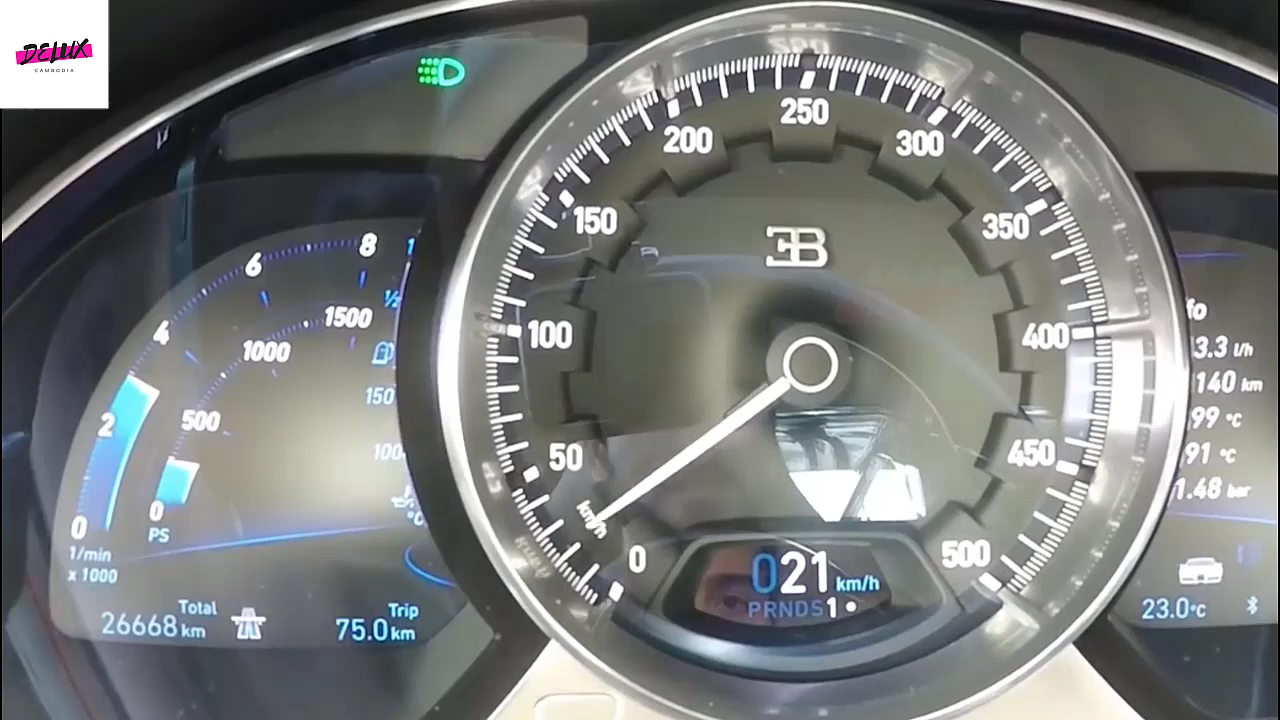 DELUX
CAMBODIA
250
200 300
150 350
100 400
50 450
0 500
km/h
021 km/h
PRNDS1
8
6
4
2
0
1/min
x 1000
1500
1000
500
0
PS
½
150
Total
26668 km
Trip
75.0 km
3.3 l/h
140 km
99 °C
91 °C
1.48 bar
23.0 °C